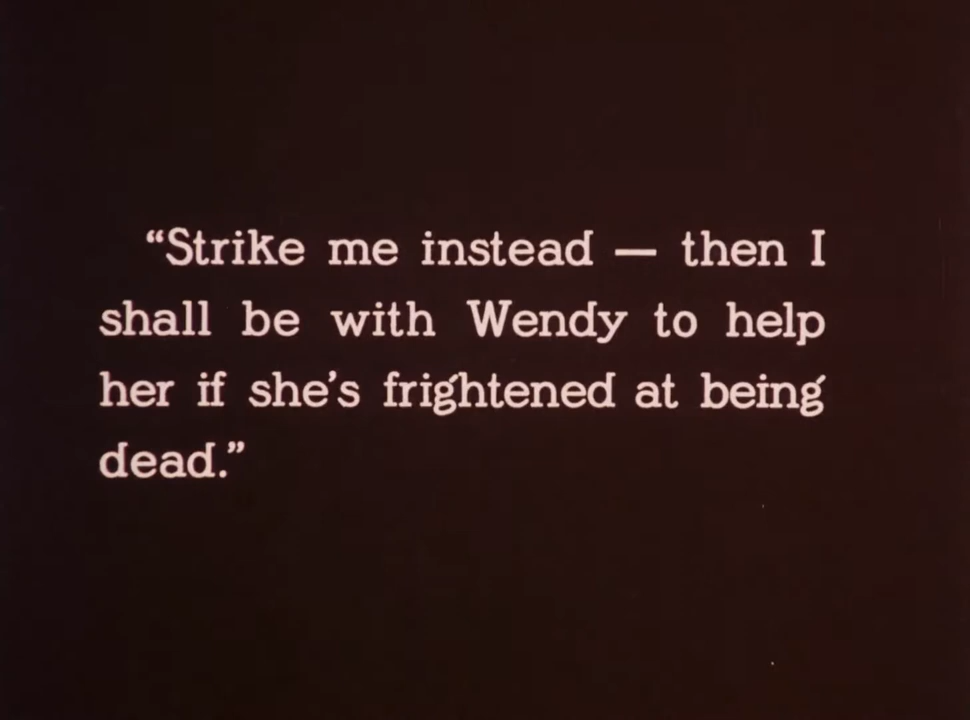 “Strike me instead — then I
shall be with Wendy to help
her if she’s frightened at being
dead.”